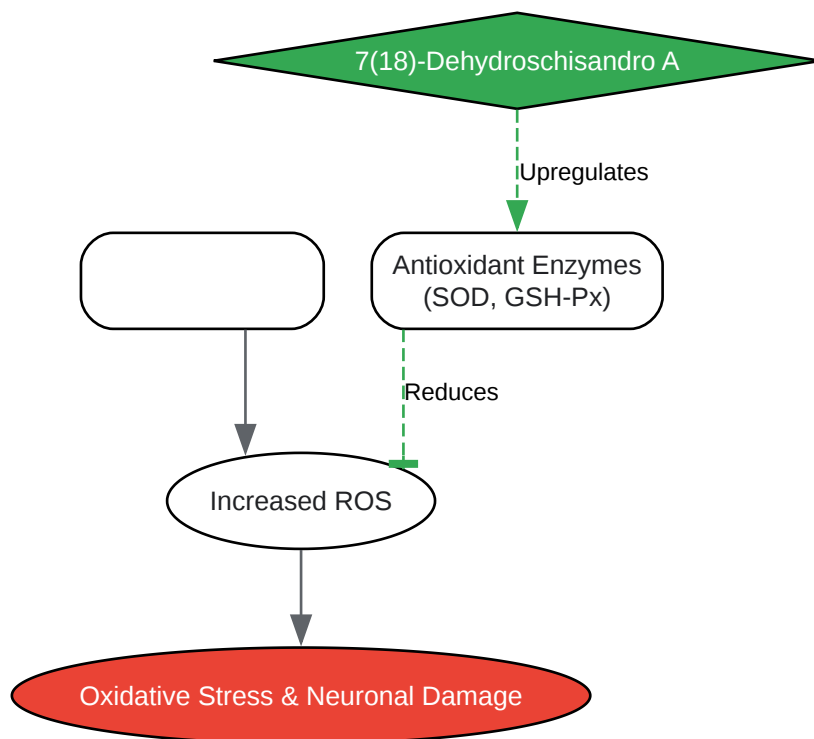 7(18)-Dehydroschisandro A
Upregulates
Antioxidant Enzymes
(SOD, GSH-Px)
Reduces
Increased ROS
Oxidative Stress & Neuronal Damage